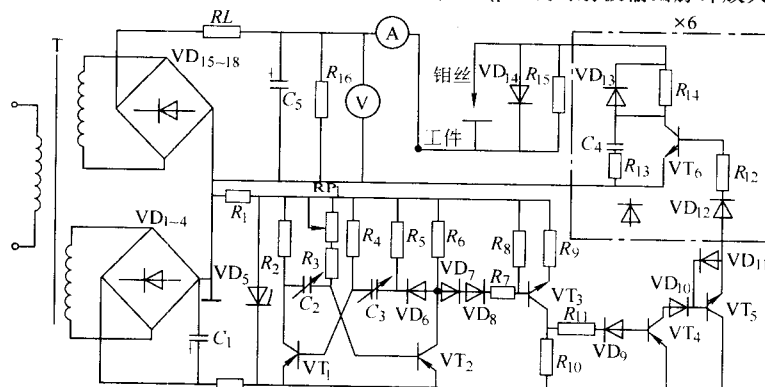 ×6
RL
T
VD15~18
A
C5
R16
V
钼丝
工件
VD14
R15
VD13
R14
C4
R13
VT6
R12
VD12
RP1
R1
VD1~4
VD5
C1
R2
R3
C2
R4
R5
R6
C3
VD6
VD7
VD8
R7
R8
R9
VT3
VT1
VT2
R10
R11
VD9
VD10
VD11
VT4
VT5